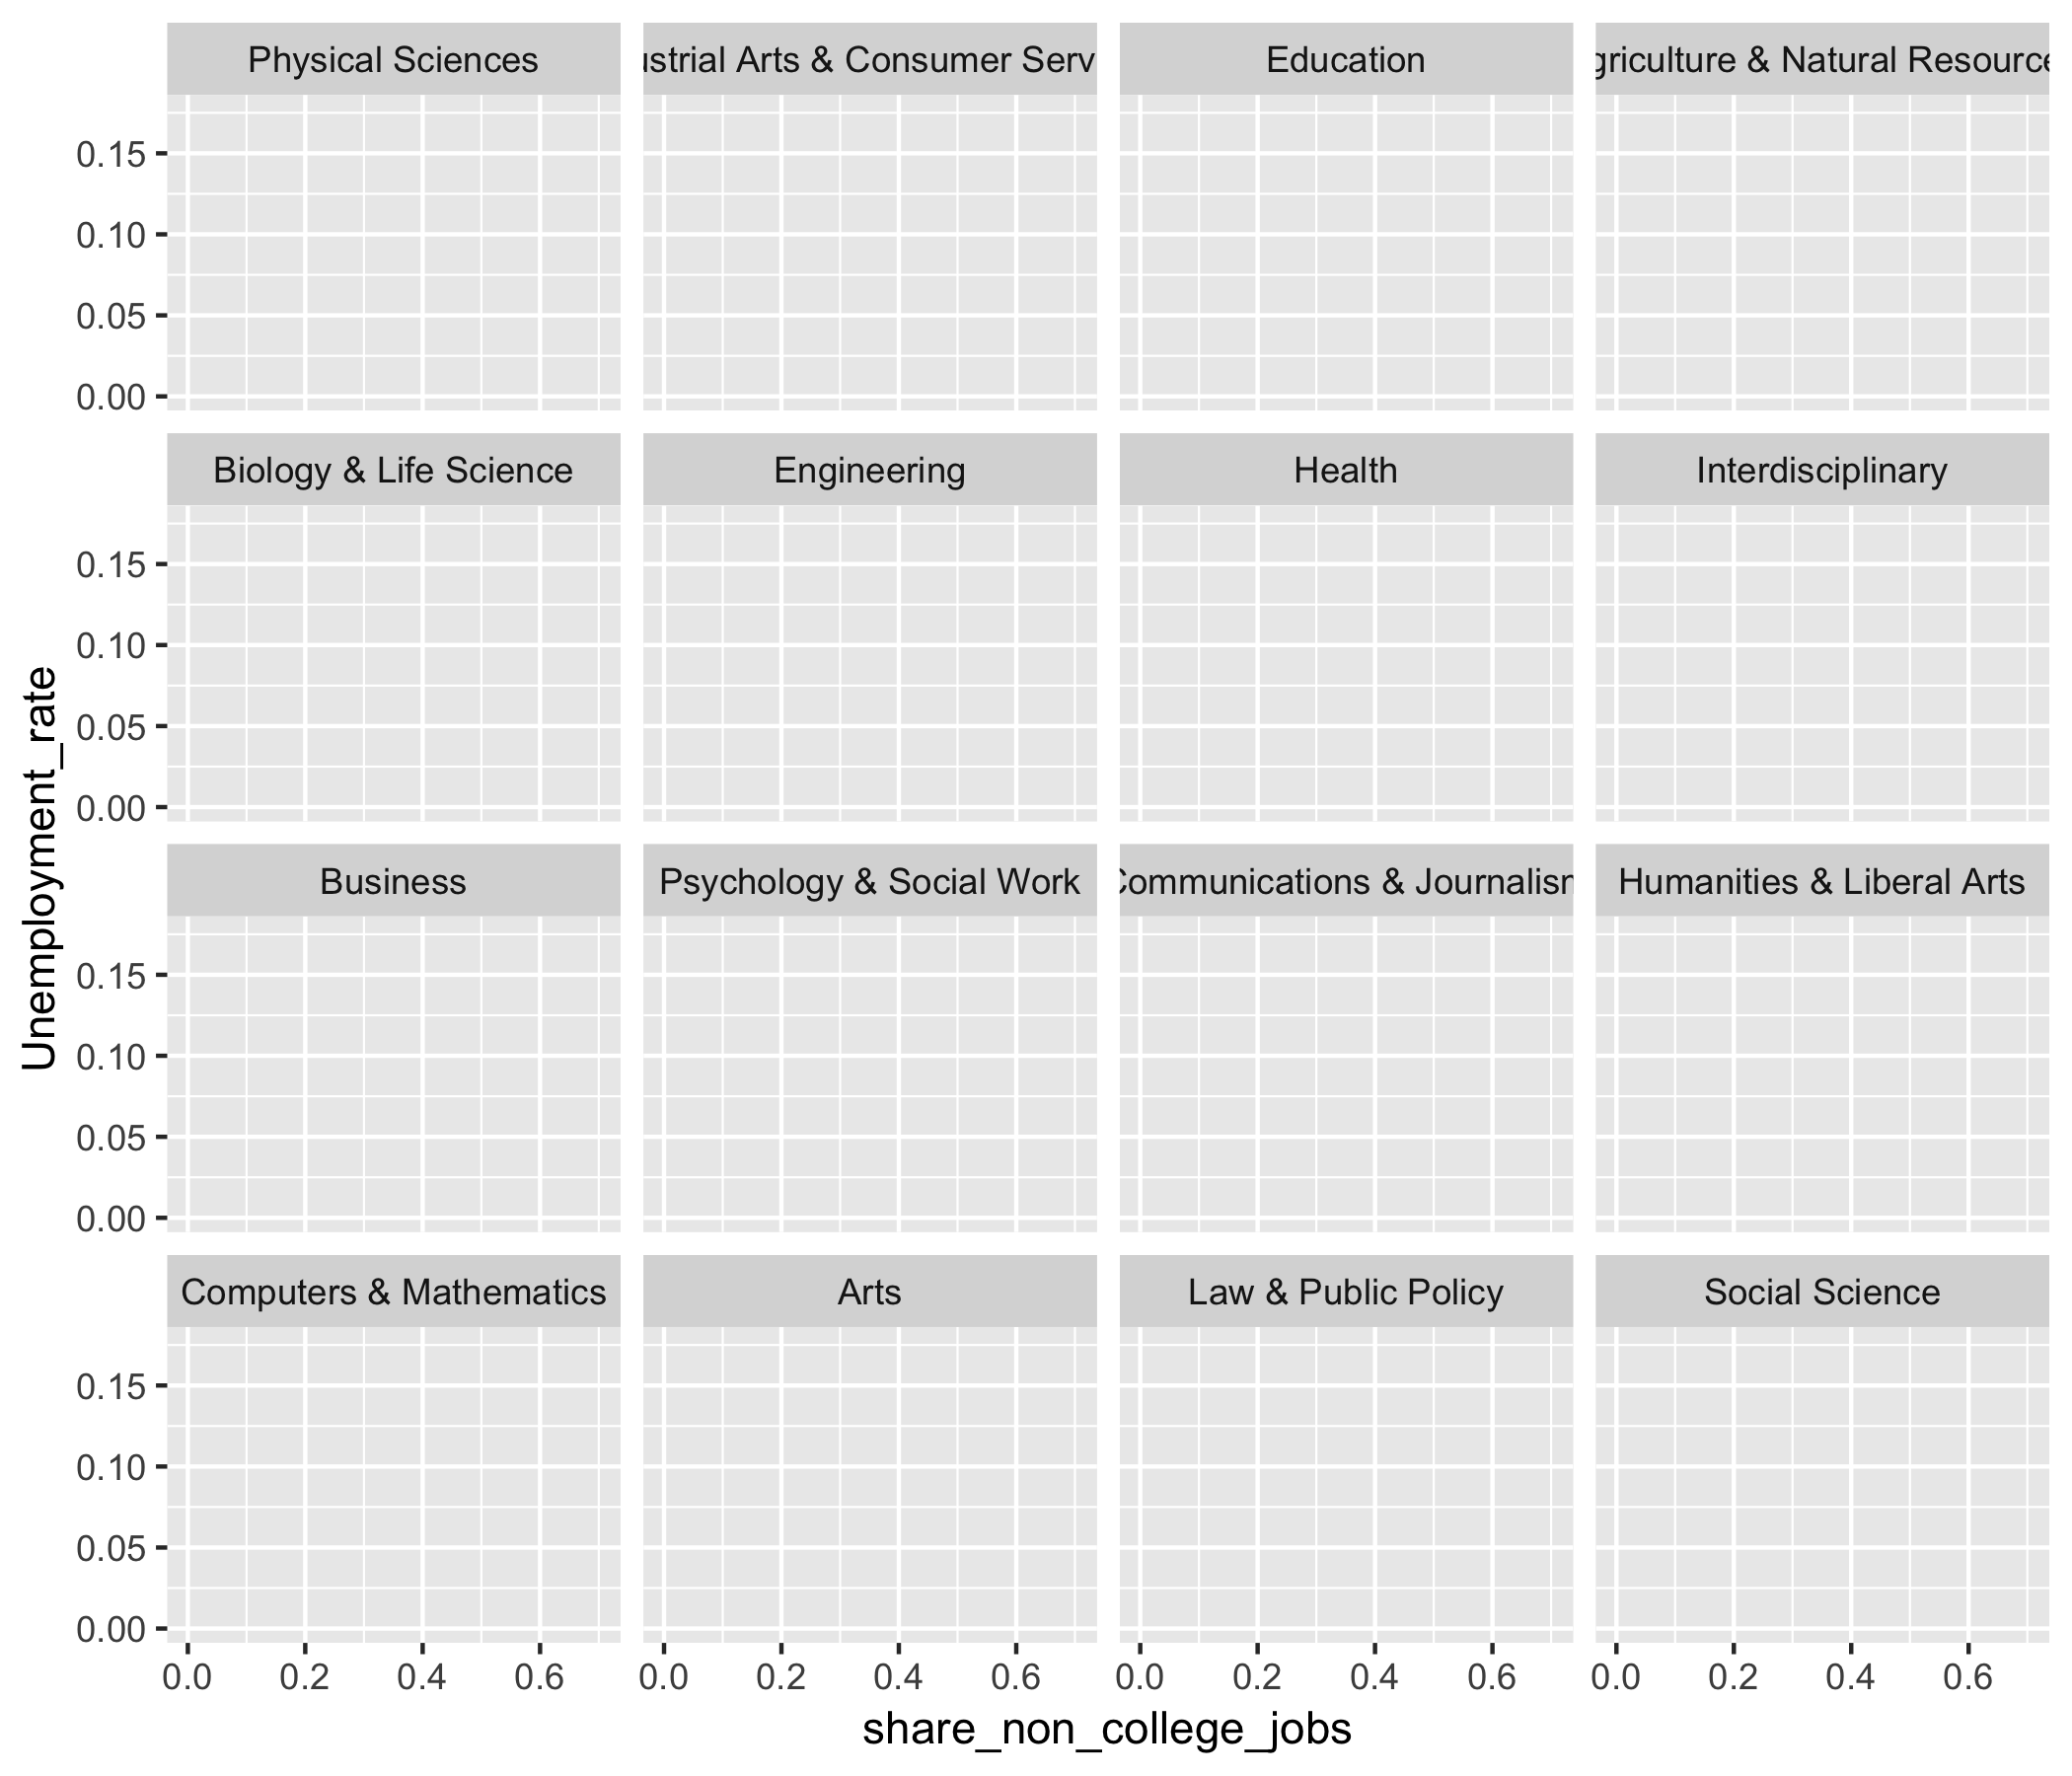 Physical Sciences
ustrial Arts & Consumer Serv
Education
griculture & Natural Resource
0.15
0.10
0.05
0.00
Biology & Life Science
Engineering
Health
Interdisciplinary
0.15
0.10
0.05
0.00
Business
Psychology & Social Work
Communications & Journalism
Humanities & Liberal Arts
0.15
0.10
0.05
0.00
Computers & Mathematics
Arts
Law & Public Policy
Social Science
0.15
0.10
0.05
0.00
0.0 0.2 0.4 0.6
0.0 0.2 0.4 0.6
0.0 0.2 0.4 0.6
0.0 0.2 0.4 0.6
share_non_college_jobs
Unemployment_rate